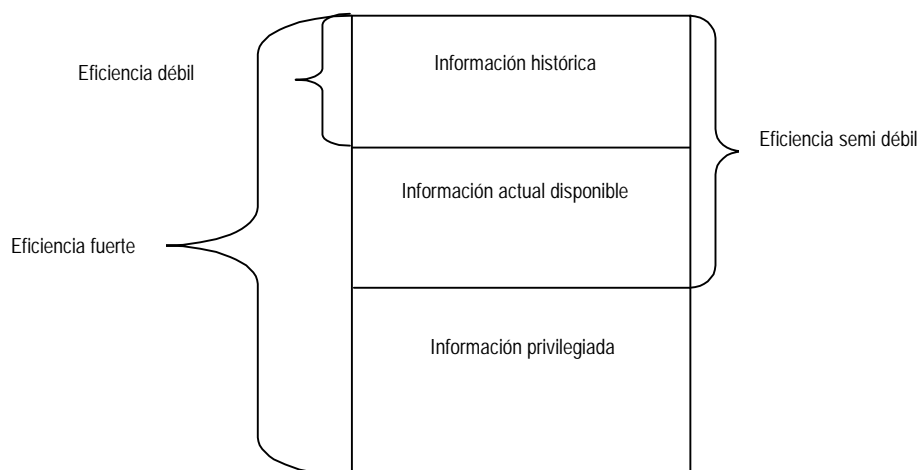 Información histórica
Eficiencia débil
Eficiencia semi débil
Información actual disponible
Eficiencia fuerte
Información privilegiada